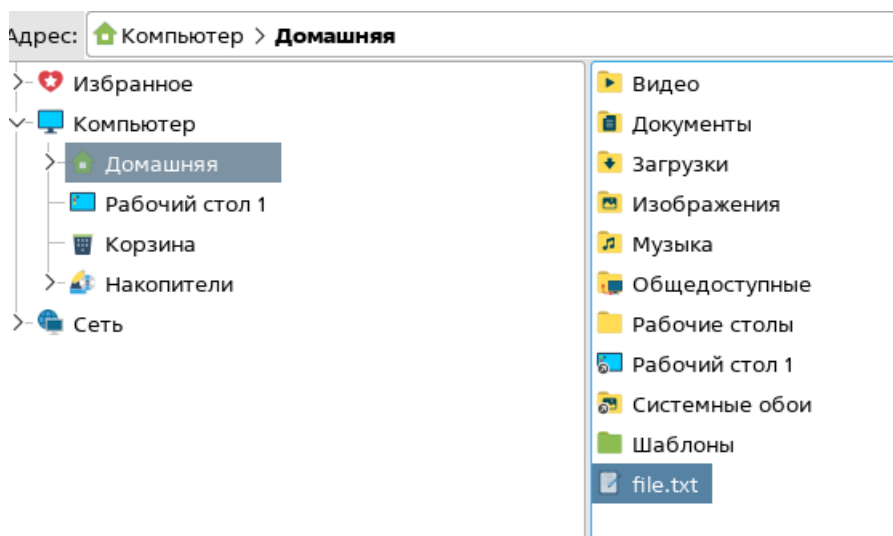 Адрес: Компьютер > Домашняя
Избранное
Компьютер
Домашняя
Рабочий стол 1
Корзина
Накопители
Сеть
Видео
Документы
Загрузки
Изображения
Музыка
Общедоступные
Рабочие столы
Рабочий стол 1
Системные обои
Шаблоны
file.txt